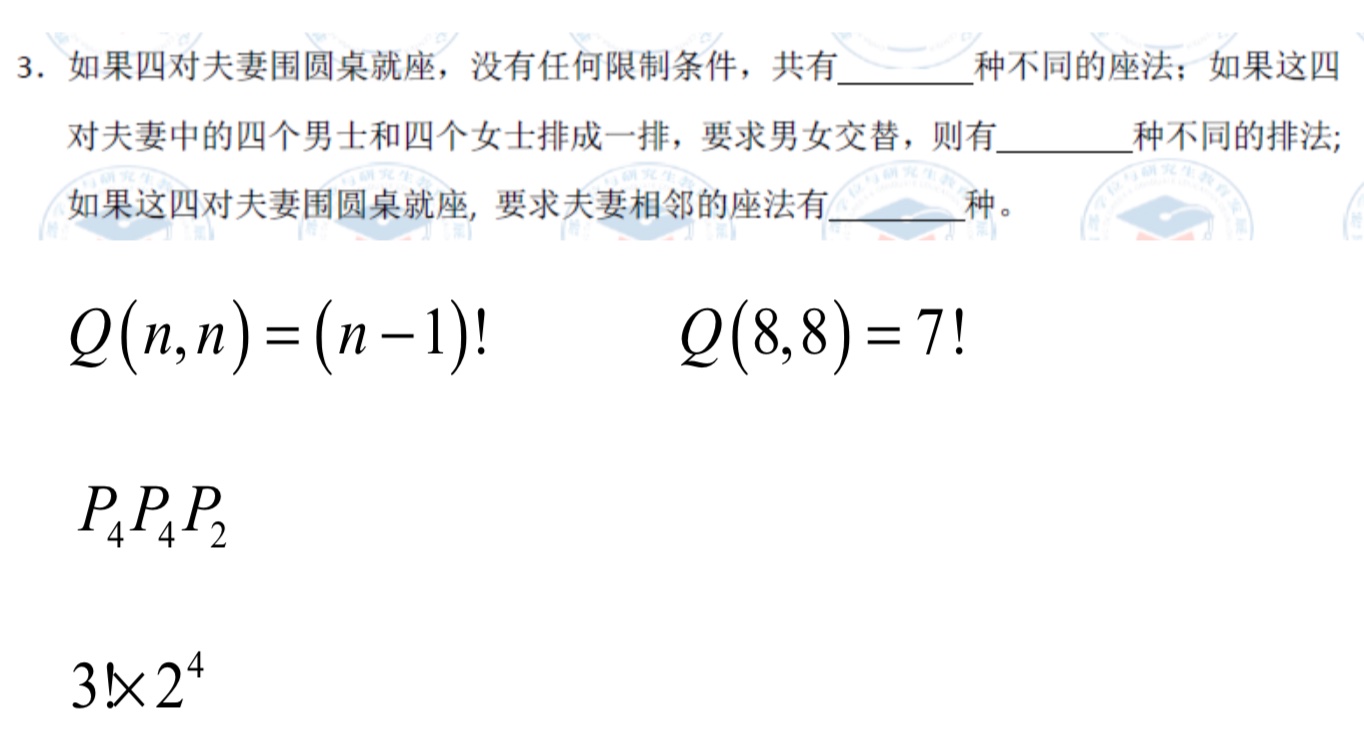 3. 如果四对夫妻围圆桌就座，没有任何限制条件，共有________种不同的座法；如果这四
对夫妻中的四个男士和四个女士排成一排，要求男女交替，则有________种不同的排法;
如果这四对夫妻围圆桌就座, 要求夫妻相邻的座法有________种。
Q(n,n)=(n−1)! Q(8,8)=7!
P₄P₄P₂
3!×2⁴